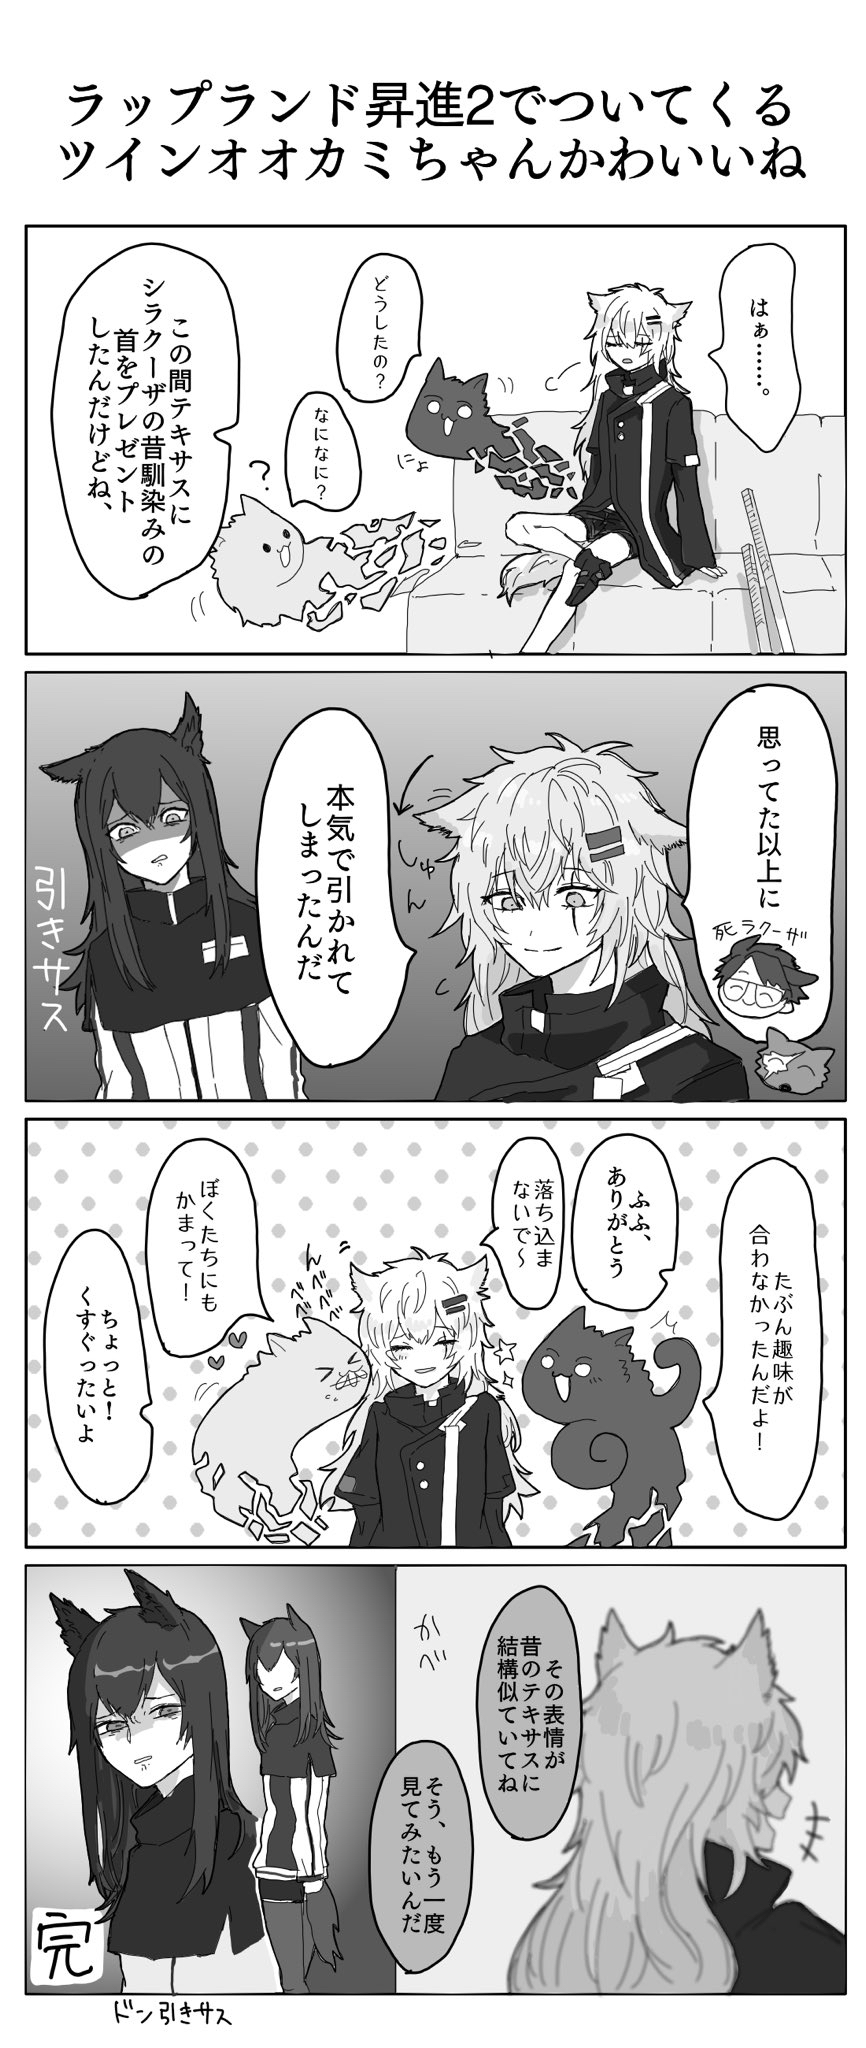 ラップランド昇進2でついてくる
ツインオオカミちゃんかわいいね
はぁ……。
どうしたの？
にょ
なになに？
？
この間テキサスに
シラクーザの昔馴染みの
首をプレゼント
したんだけどね、
思ってた以上に
死ラクーザ
しゅん
本気で引かれて
しまったんだ
引きサス
たぶん趣味が
合わなかったんだよ！
ふふ、
ありがとう
落ち込ま
ないで〜
べべべべろん
ぼくたちにも
かまって！
ちょっと！
くすぐったいよ
その表情が
昔のテキサスに
結構似ていてね
そう、もう一度
見てみたいんだ
かべ
完
ドン引きサス